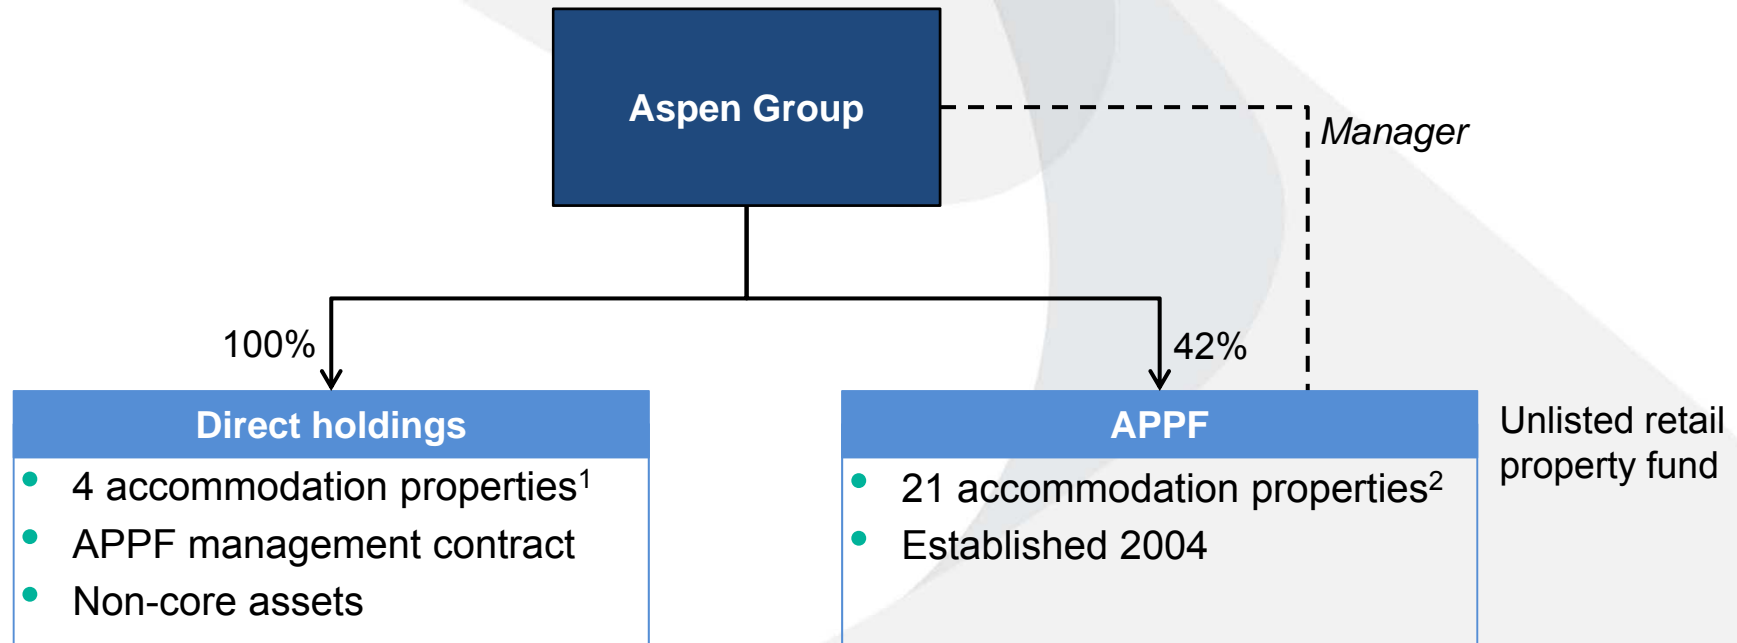 Aspen Group
Manager
100%
42%
Direct holdings
• 4 accommodation properties¹
• APPF management contract
• Non-core assets
APPF
• 21 accommodation properties²
• Established 2004
Unlisted retail
property fund